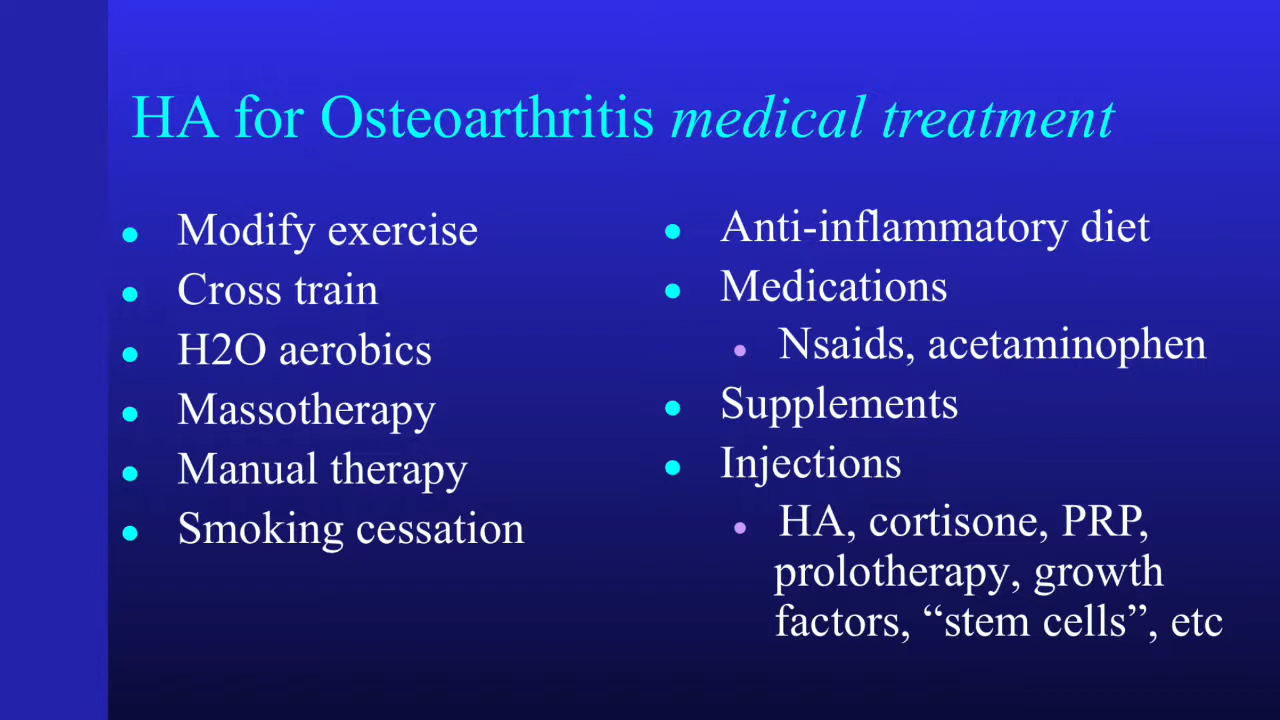 HA for Osteoarthritis medical treatment
Modify exercise
Cross train
H2O aerobics
Massotherapy
Manual therapy
Smoking cessation
Anti-inflammatory diet
Medications
Nsaids, acetaminophen
Supplements
Injections
HA, cortisone, PRP,
prolotherapy, growth
factors, “stem cells”, etc